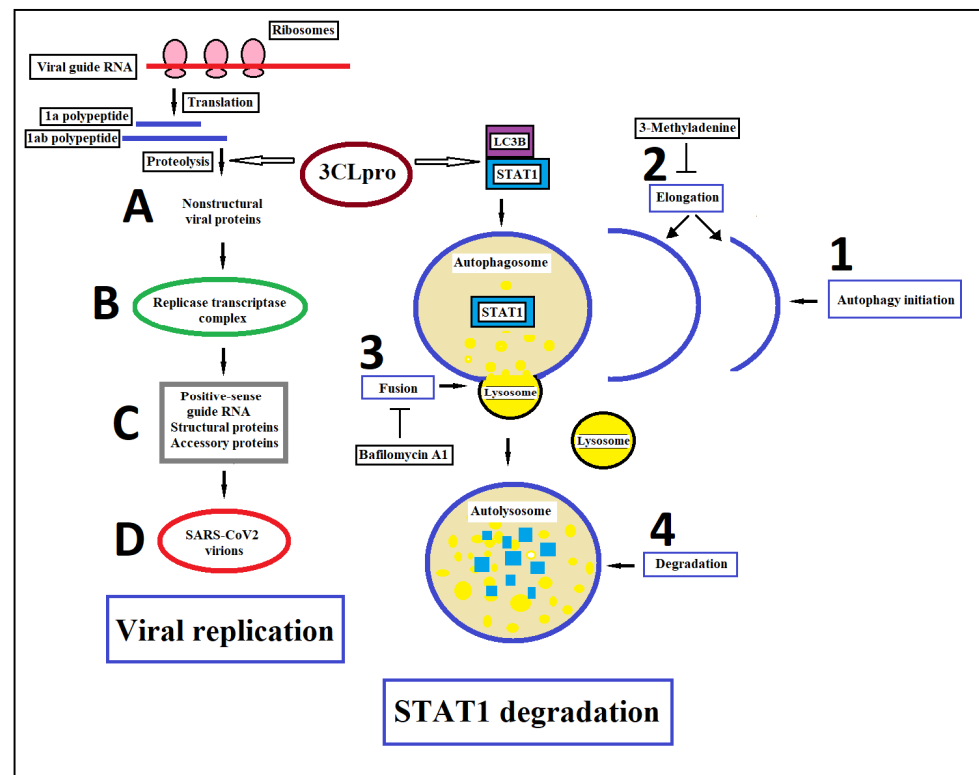 Ribosomes
Viral guide RNA
Translation
1a polypeptide
1ab polypeptide
Proteolysis
3CLpro
LC3B
STAT1
3-Methyladenine
2
Elongation
A
Nonstructural
viral proteins
B
Replicase transcriptase
complex
Autophagosome
STAT1
1
Autophagy initiation
3
Fusion
Lysosome
Bafilomycin A1
Lysosome
C
Positive-sense
guide RNA
Structural proteins
Accessory proteins
D
SARS-CoV2
virions
Autolysosome
4
Degradation
Viral replication
STAT1 degradation